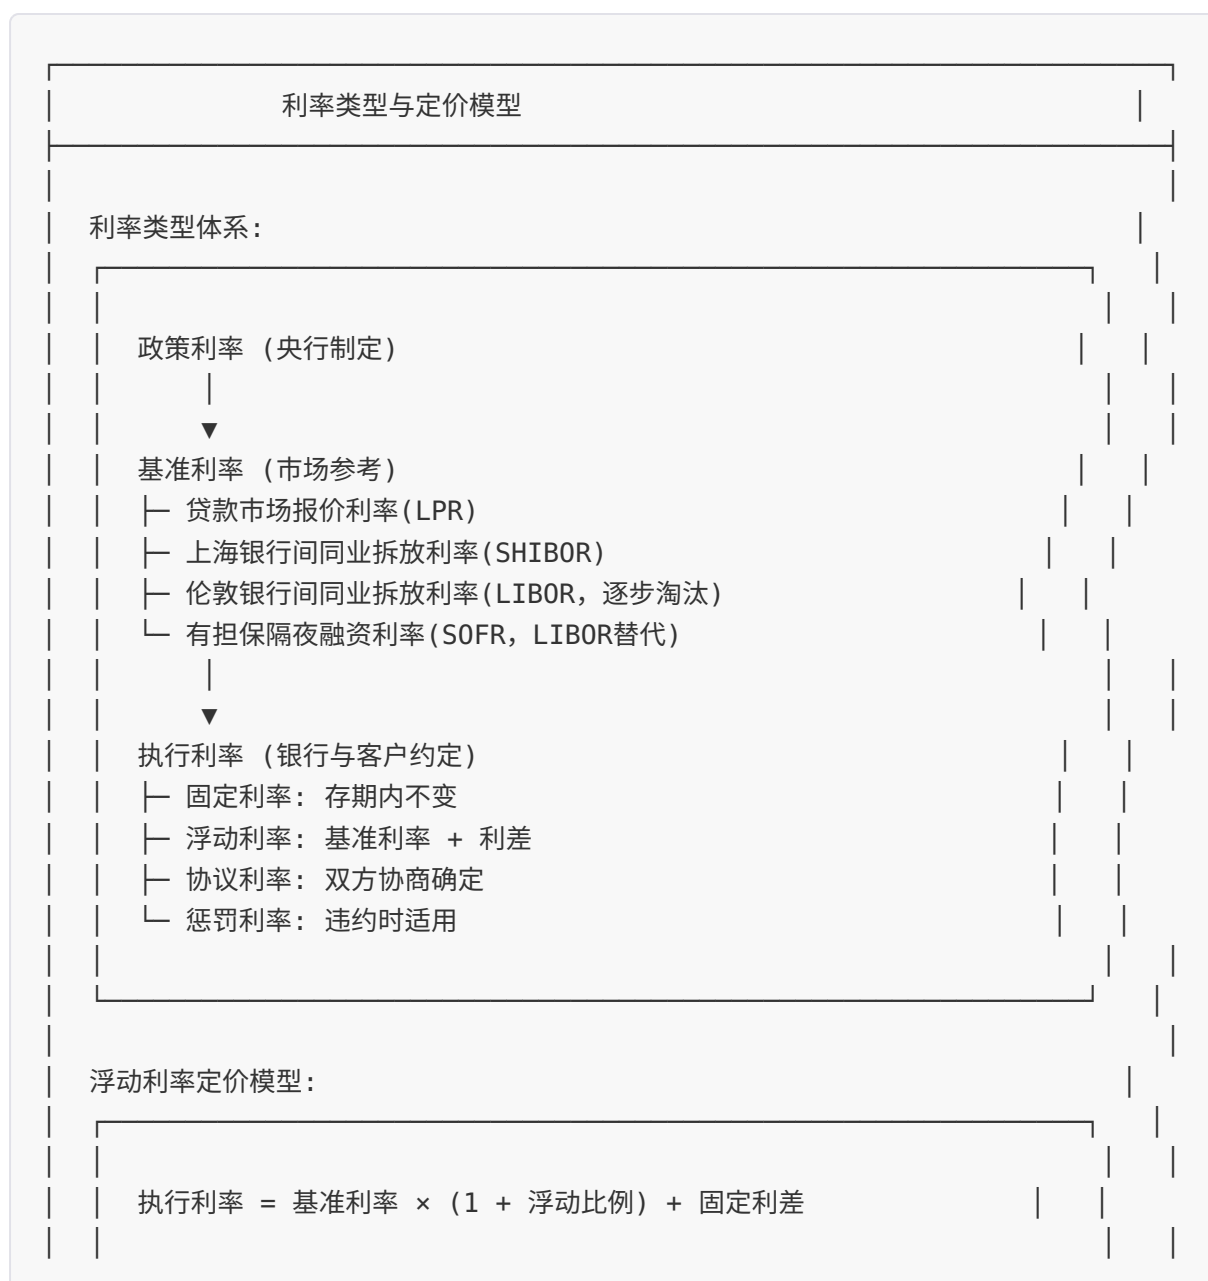 利率类型与定价模型
利率类型体系:
政策利率 (央行制定)
▼
基准利率 (市场参考)
├─ 贷款市场报价利率(LPR)
├─ 上海银行间同业拆放利率(SHIBOR)
├─ 伦敦银行间同业拆放利率(LIBOR，逐步淘汰)
└─ 有担保隔夜融资利率(SOFR，LIBOR替代)
▼
执行利率 (银行与客户约定)
├─ 固定利率: 存期内不变
├─ 浮动利率: 基准利率 + 利差
├─ 协议利率: 双方协商确定
└─ 惩罚利率: 违约时适用
浮动利率定价模型:
执行利率 = 基准利率 × (1 + 浮动比例) + 固定利差